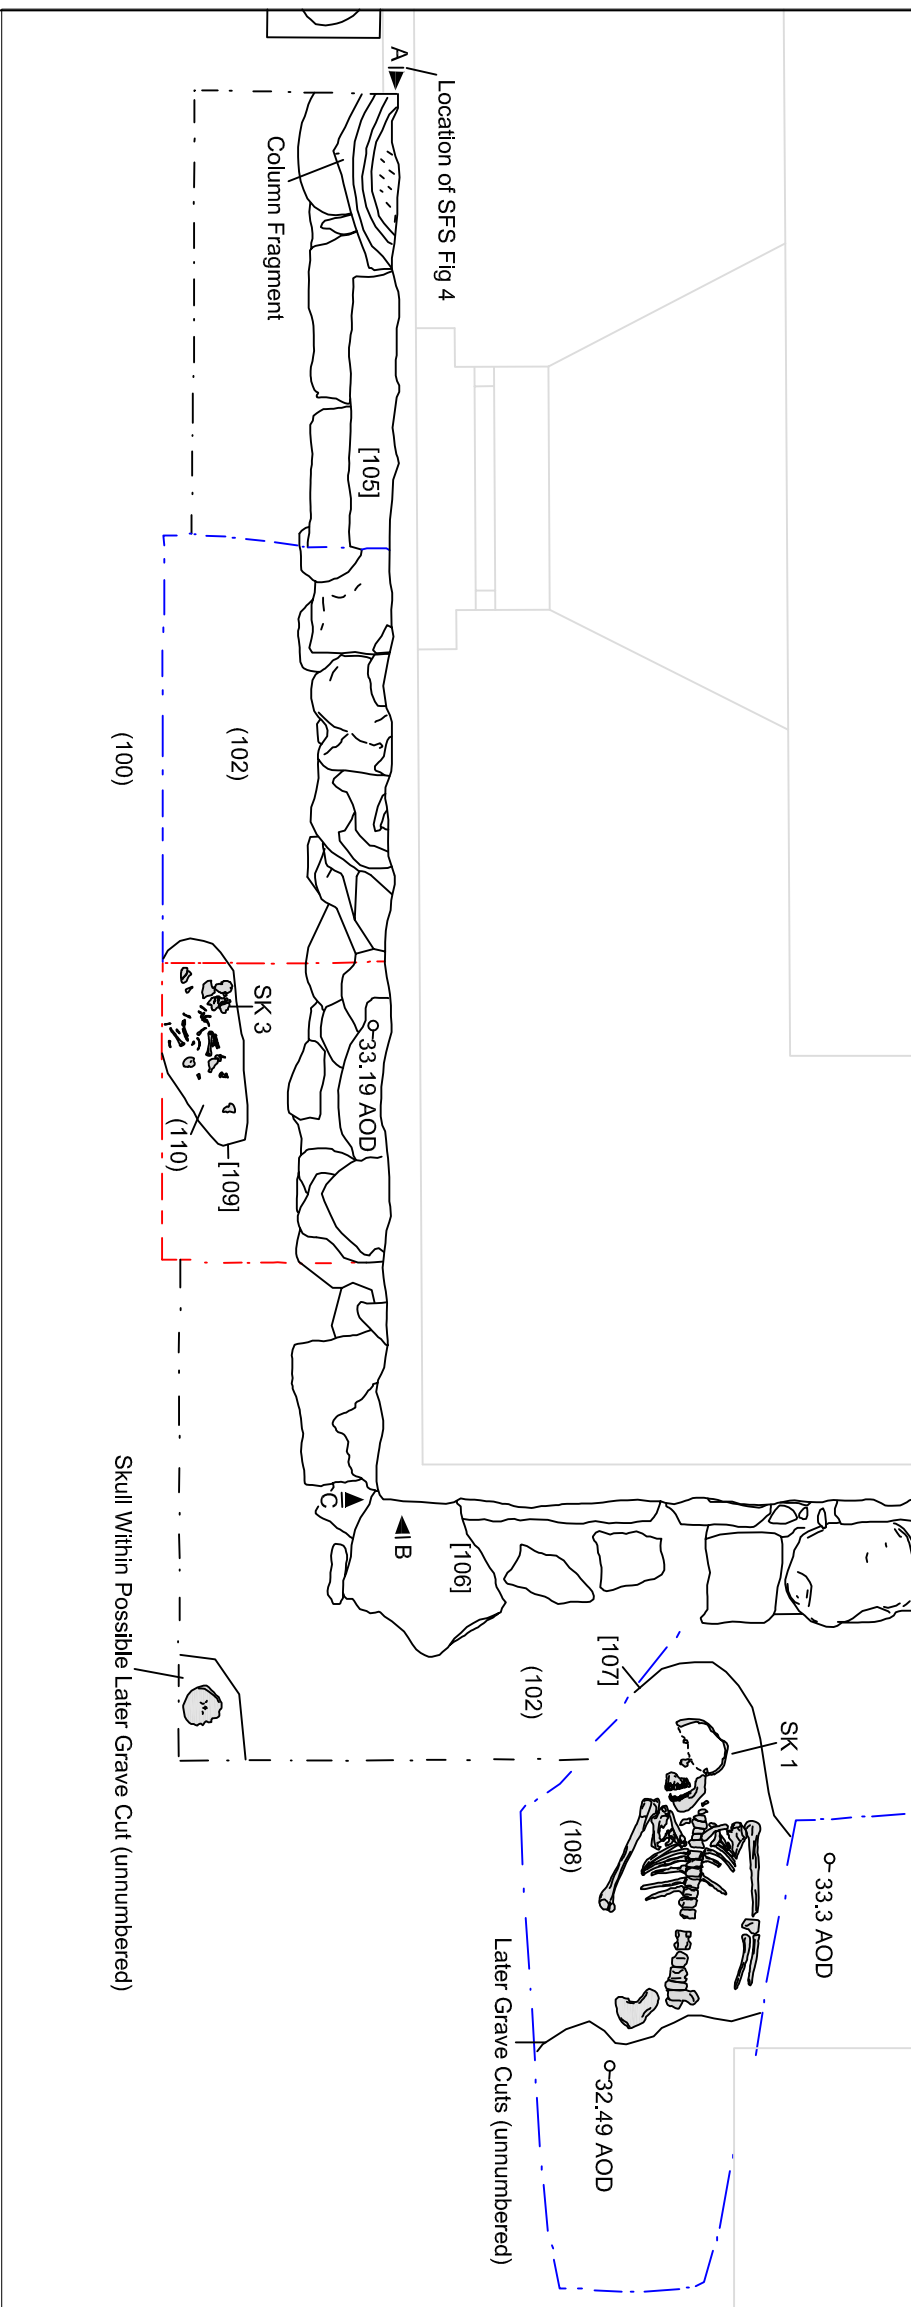 A
Location of SFS Fig 4
Column Fragment
[105]
(102)
(100)
SK 3
33.19 AOD
(110)
[109]
C
B
[106]
Skull Within Possible Later Grave Cut (unnumbered)
(102)
[107]
SK 1
(108)
33.3 AOD
Later Grave Cuts (unnumbered)
32.49 AOD